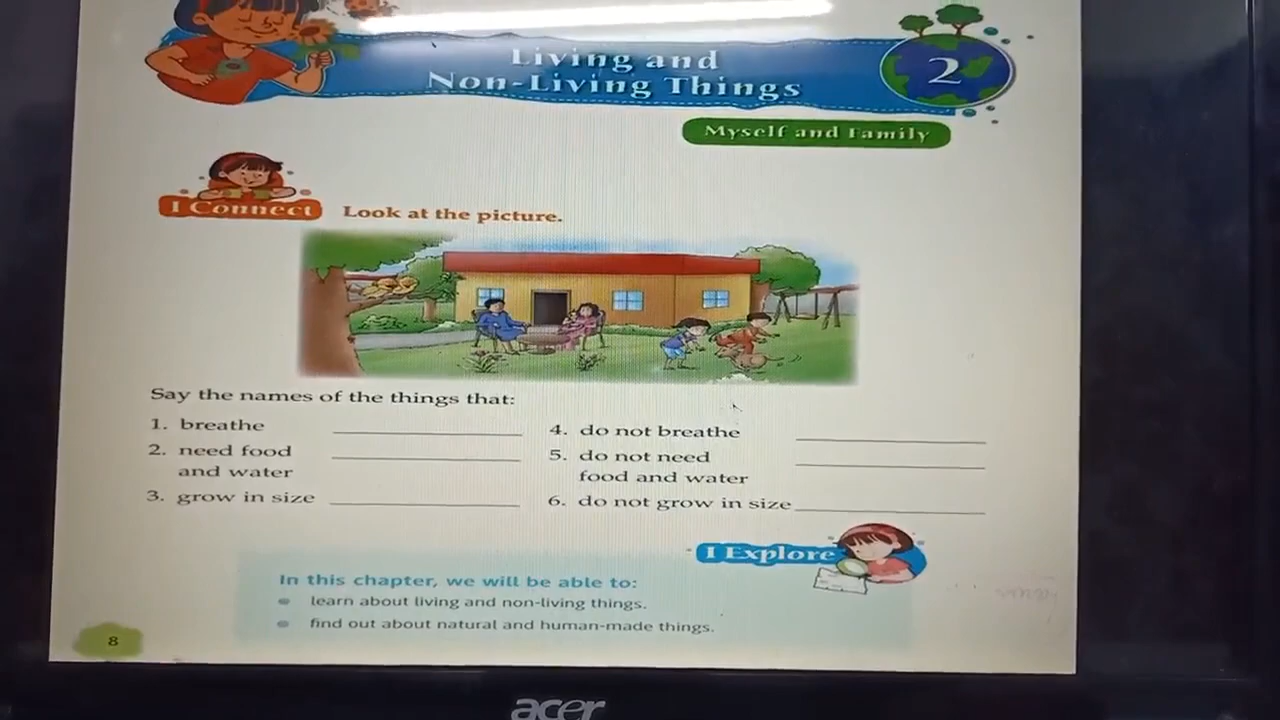 Living and
Non-Living Things
2
Myself and Family
I Connect
Look at the picture.
Say the names of the things that:
1. breathe
2. need food
and water
3. grow in size
4. do not breathe
5. do not need
food and water
6. do not grow in size
I Explore
In this chapter, we will be able to:
learn about living and non-living things.
find out about natural and human-made things.
8
acer